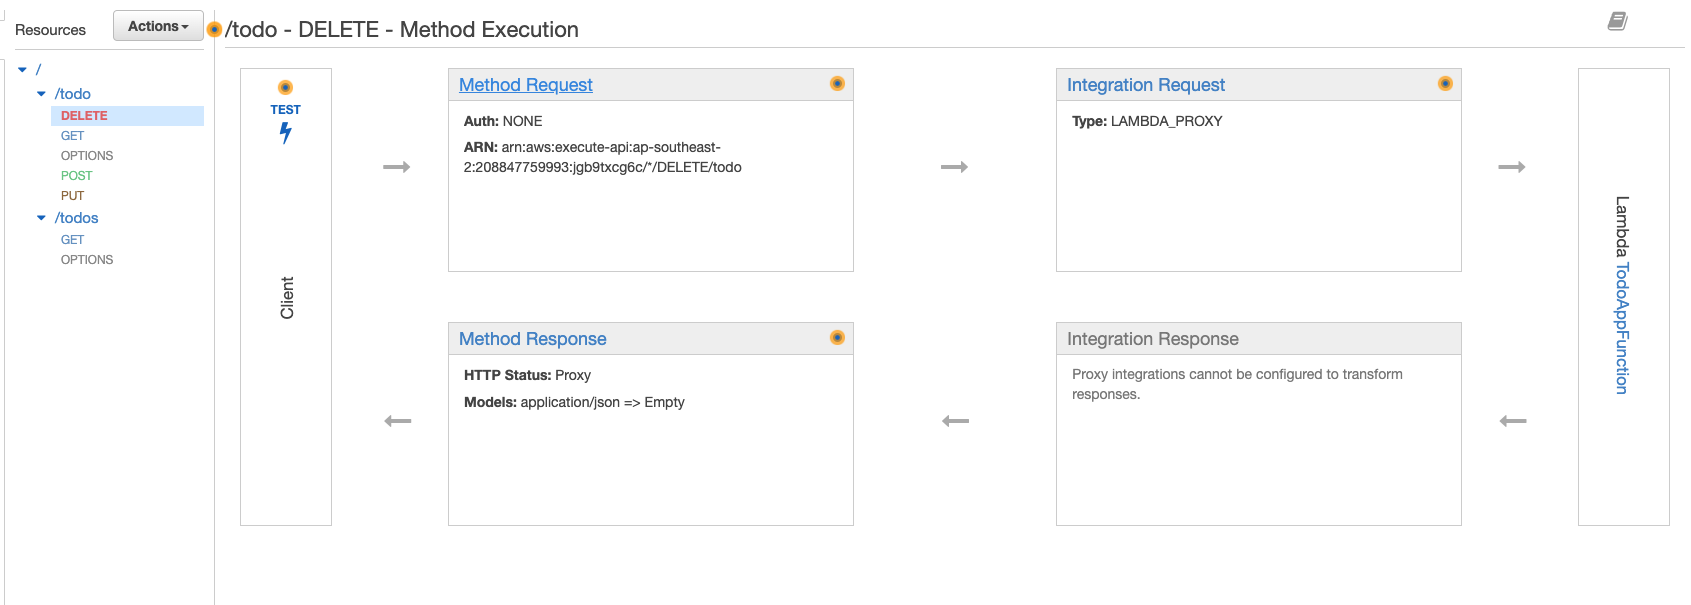 Resources
Actions
/todo - DELETE - Method Execution
/
/todo
DELETE
GET
OPTIONS
POST
PUT
/todos
GET
OPTIONS
TEST
Client
Method Request
Auth: NONE
ARN: arn:aws:execute-api:ap-southeast-
2:208847759993:jgb9txcg6c/*/DELETE/todo
Integration Request
Type: LAMBDA_PROXY
Lambda TodoAppFunction
Method Response
HTTP Status: Proxy
Models: application/json => Empty
Integration Response
Proxy integrations cannot be configured to transform
responses.